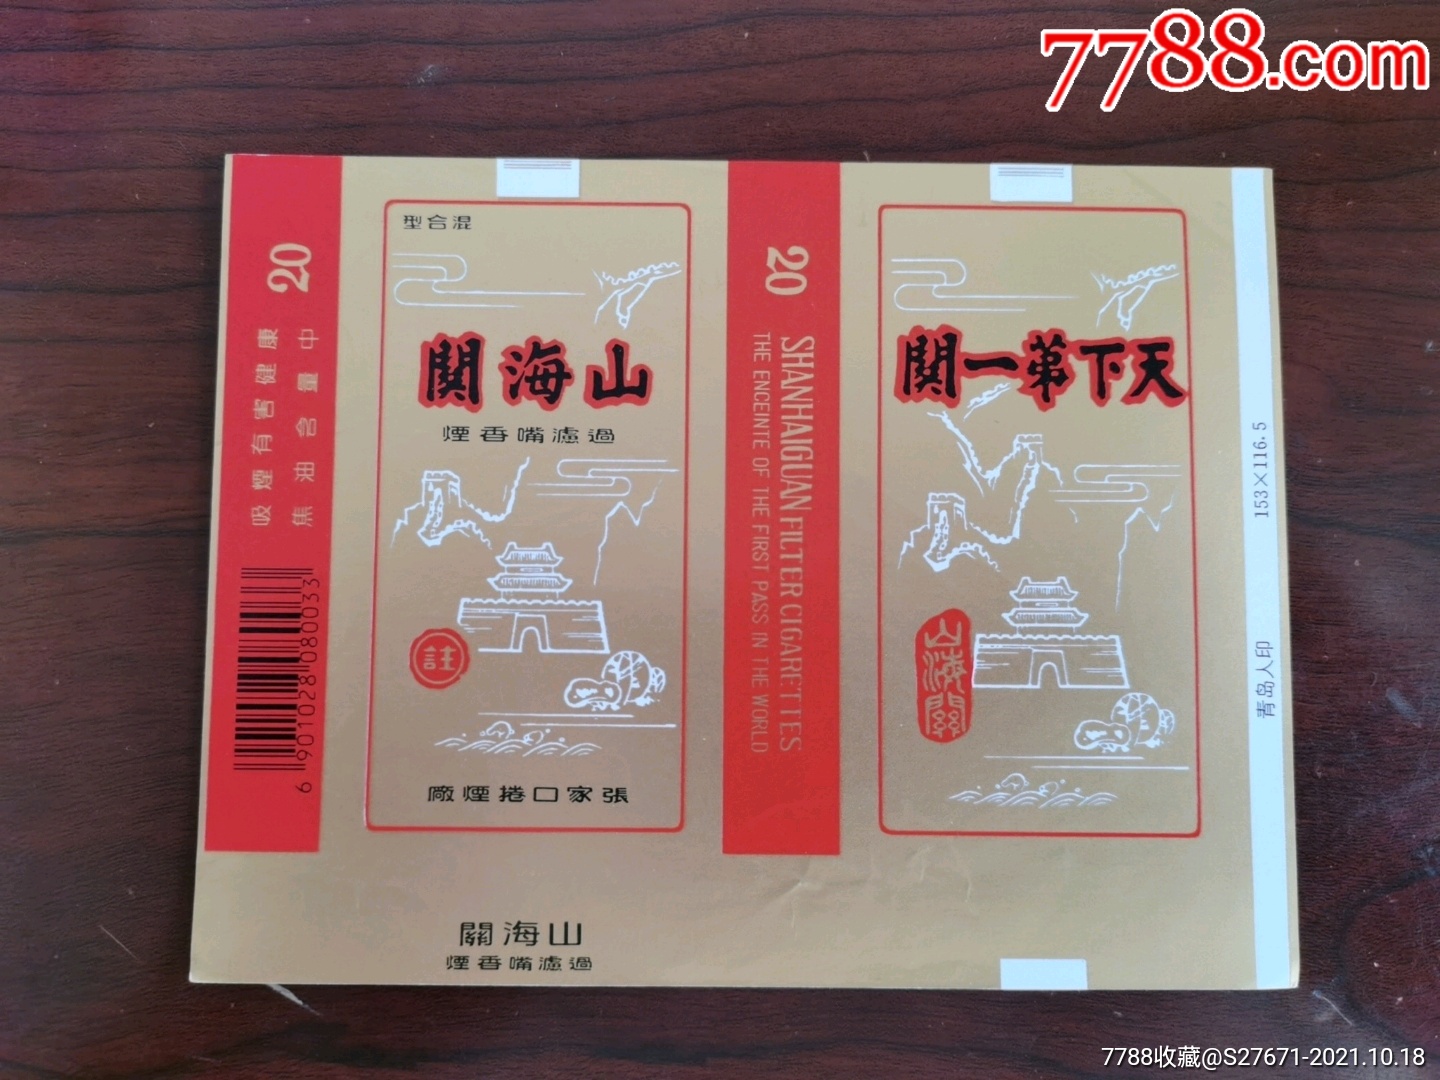 7788.com
20
吸煙有害健康
焦油含量中
6901028080033
型合混
關海山
煙香嘴濾過
註
廠煙捲口家張
關海山
煙香嘴濾過
20
SHANHAIGUAN FILTER CIGARETTES
THE ENCEINTE OF THE FIRST PASS IN THE WORLD
關一第下天
山海關
153×116.5
青岛人印
7788收藏@S27671-2021.10.18